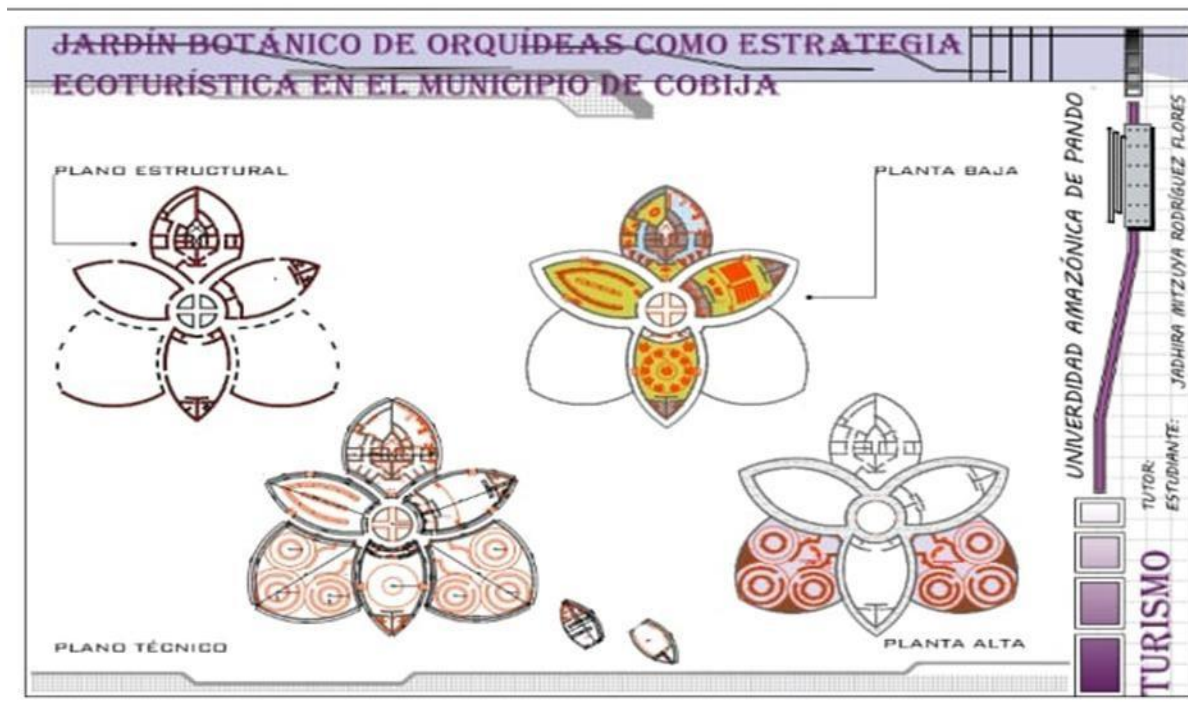 JARDÍN BOTÁNICO DE ORQUÍDEAS COMO ESTRATEGIA
ECOTURÍSTICA EN EL MUNICIPIO DE COBIJA
PLANO ESTRUCTURAL
PLANTA BAJA
PLANO TÉCNICO
PLANTA ALTA
UNIVERDIDAD AMAZÓNICA DE PANDO
TUTOR:
ESTUDIANTE: JADHIRA MITZUYA RODRÍGUEZ FLORES
TURISMO